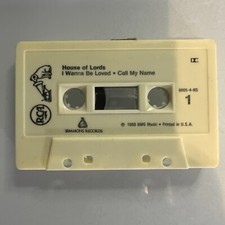 House of Lords
I Wanna Be Loved • Call My Name
1
RCA
SIMMONS RECORDS
℗ 1988 BMG Music • Printed in U.S.A.